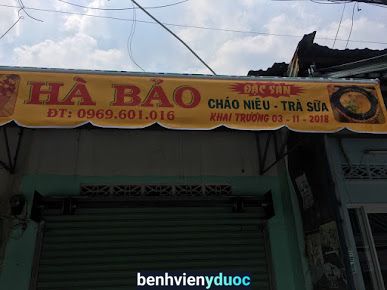 HÀ BẢO
ĐT: 0969.601.016
ĐẶC SẢN
CHÁO NIÊU - TRÀ SỮA
KHAI TRƯƠNG 03 - 11 - 2018
benhvienyduoc